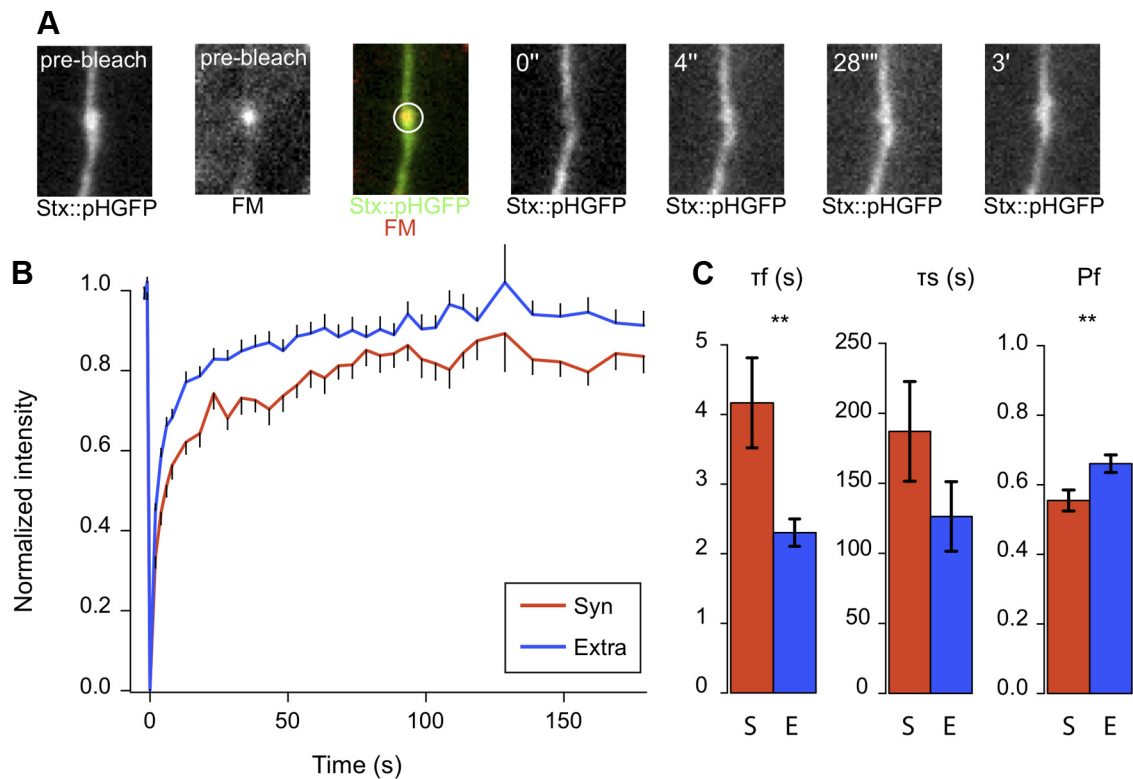 A
pre-bleach
pre-bleach
0"
4"
28""
3'
Stx::pHGFP
FM
Stx::pHGFP
FM
Stx::pHGFP
Stx::pHGFP
Stx::pHGFP
Stx::pHGFP
B
Normalized intensity
1.0
0.8
0.6
0.4
0.2
0.0
0
50
100
150
Time (s)
Syn
Extra
C
τf (s)
**
5
4
3
2
1
0
S
E
τs (s)
250
200
150
100
50
0
S
E
Pf
**
1.0
0.8
0.6
0.4
0.2
0.0
S
E